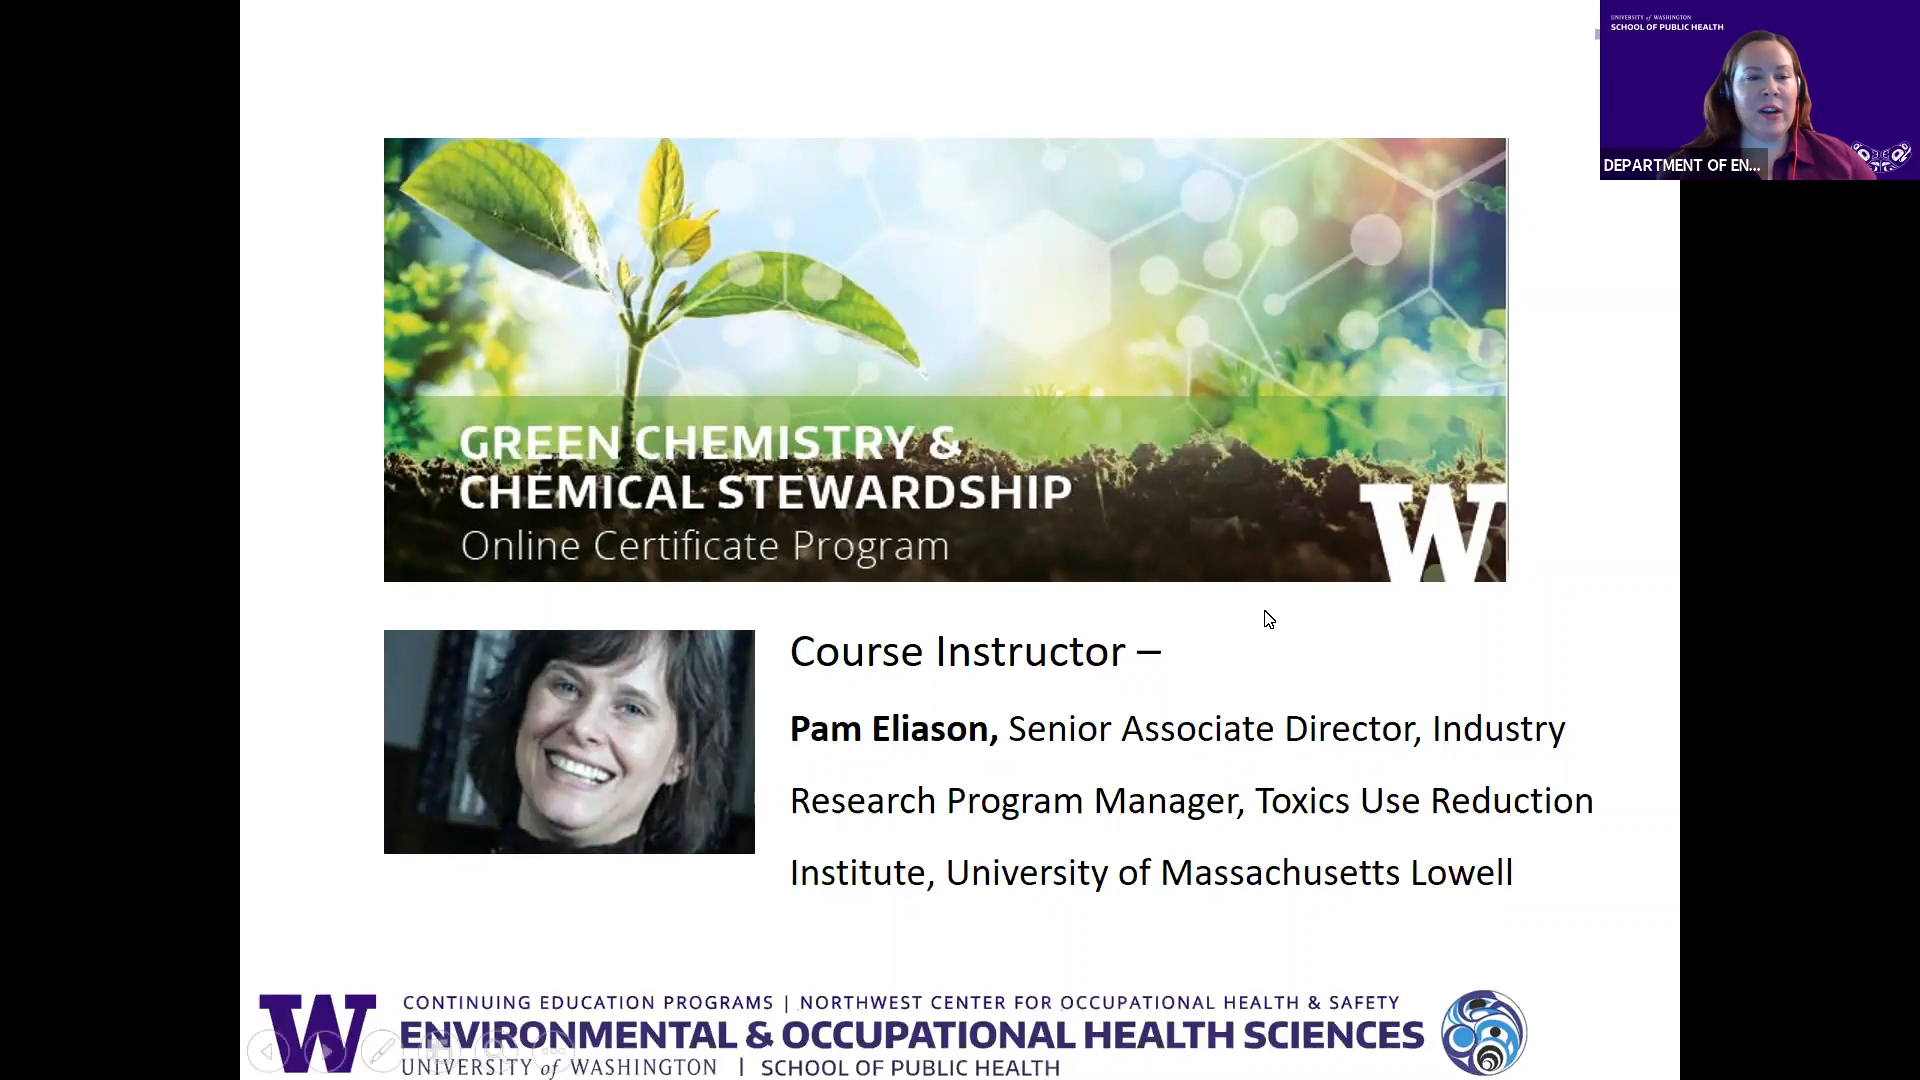 UNIVERSITY of WASHINGTON
SCHOOL OF PUBLIC HEALTH
DEPARTMENT OF EN...
GREEN CHEMISTRY &
CHEMICAL STEWARDSHIP
Online Certificate Program
W
Course Instructor –
Pam Eliason, Senior Associate Director, Industry
Research Program Manager, Toxics Use Reduction
Institute, University of Massachusetts Lowell
W
CONTINUING EDUCATION PROGRAMS | NORTHWEST CENTER FOR OCCUPATIONAL HEALTH & SAFETY
ENVIRONMENTAL & OCCUPATIONAL HEALTH SCIENCES
UNIVERSITY of WASHINGTON | SCHOOL OF PUBLIC HEALTH